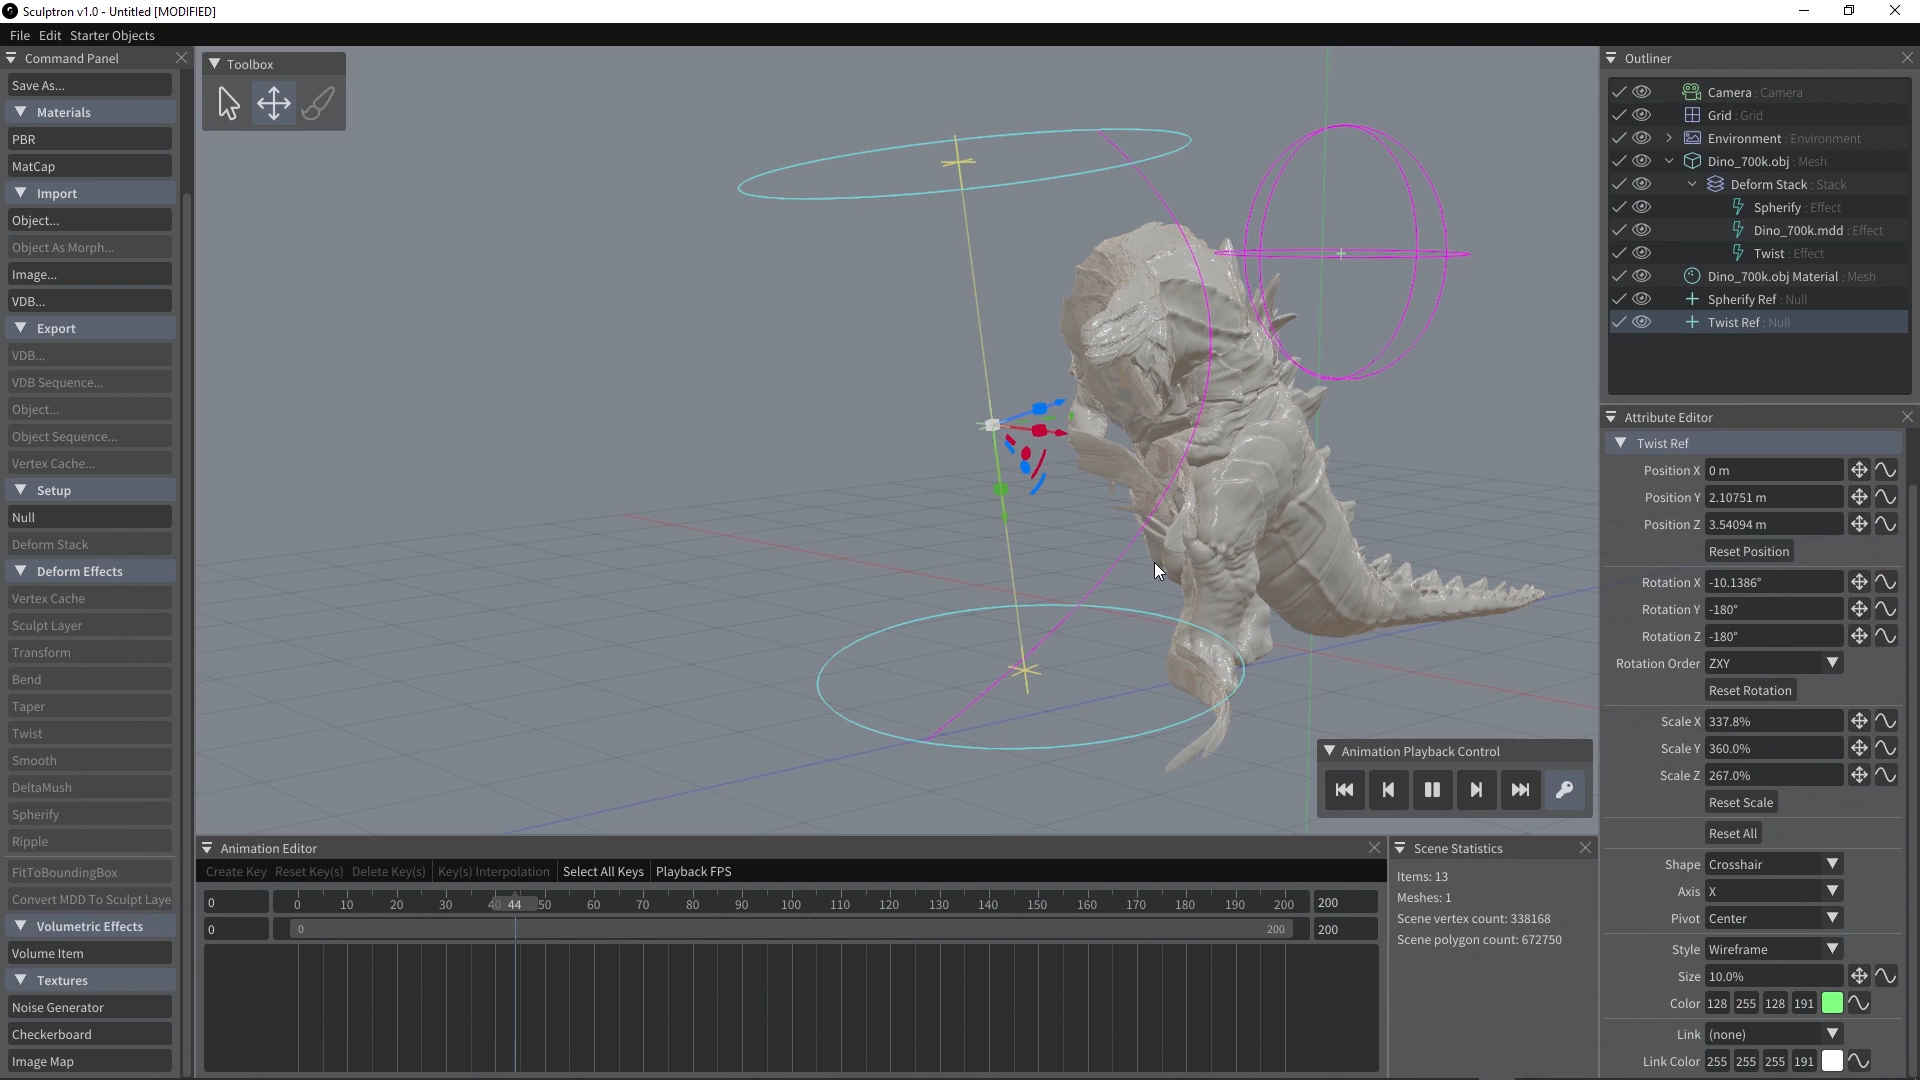 Sculptron v1.0 - Untitled [MODIFIED]
File Edit Starter Objects
Command Panel
Save As...
Materials
PBR
MatCap
Import
Object...
Object As Morph...
Image...
VDB...
Export
VDB...
VDB Sequence...
Object...
Object Sequence...
Vertex Cache...
Setup
Null
Deform Stack
Deform Effects
Vertex Cache
Sculpt Layer
Transform
Bend
Taper
Twist
Smooth
DeltaMush
Spherify
Ripple
FitToBoundingBox
Convert MDD To Sculpt Laye
Volumetric Effects
Volume Item
Textures
Noise Generator
Checkerboard
Image Map
Toolbox
Animation Playback Control
Animation Editor
Create Key Reset Key(s) Delete Key(s) Key(s) Interpolation Select All Keys Playback FPS
0 0 10 20 30 40 44 50 60 70 80 90 100 110 120 130 140 150 160 170 180 190 200 200
0 0 200 200
Scene Statistics
Items: 13
Meshes: 1
Scene vertex count: 338168
Scene polygon count: 672750
Outliner
Camera : Camera
Grid : Grid
Environment : Environment
Dino_700k.obj : Mesh
Deform Stack : Stack
Spherify : Effect
Dino_700k.mdd : Effect
Twist : Effect
Dino_700k.obj Material : Mesh
Spherify Ref : Null
Twist Ref : Null
Attribute Editor
Twist Ref
Position X 0 m
Position Y 2.10751 m
Position Z 3.54094 m
Reset Position
Rotation X -10.1386°
Rotation Y -180°
Rotation Z -180°
Rotation Order ZXY
Reset Rotation
Scale X 337.8%
Scale Y 360.0%
Scale Z 267.0%
Reset Scale
Reset All
Shape Crosshair
Axis X
Pivot Center
Style Wireframe
Size 10.0%
Color 128 255 128 191
Link (none)
Link Color 255 255 255 191